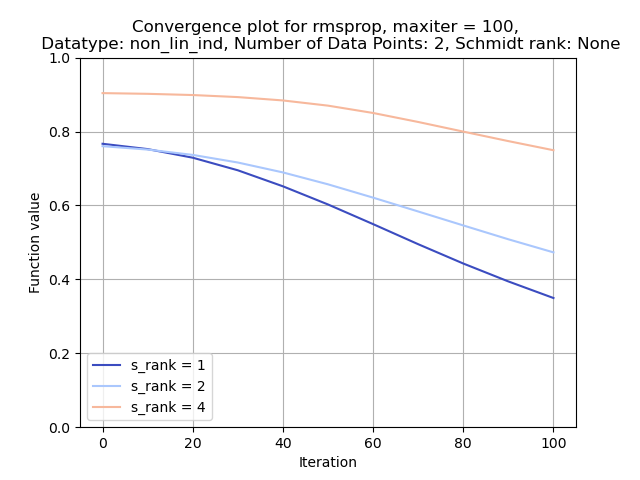 Convergence plot for rmsprop, maxiter = 100,
Datatype: non_lin_ind, Number of Data Points: 2, Schmidt rank: None
1.0
0.8
0.6
0.4
0.2
0.0
Function value
s_rank = 1
s_rank = 2
s_rank = 4
0 20 40 60 80 100
Iteration